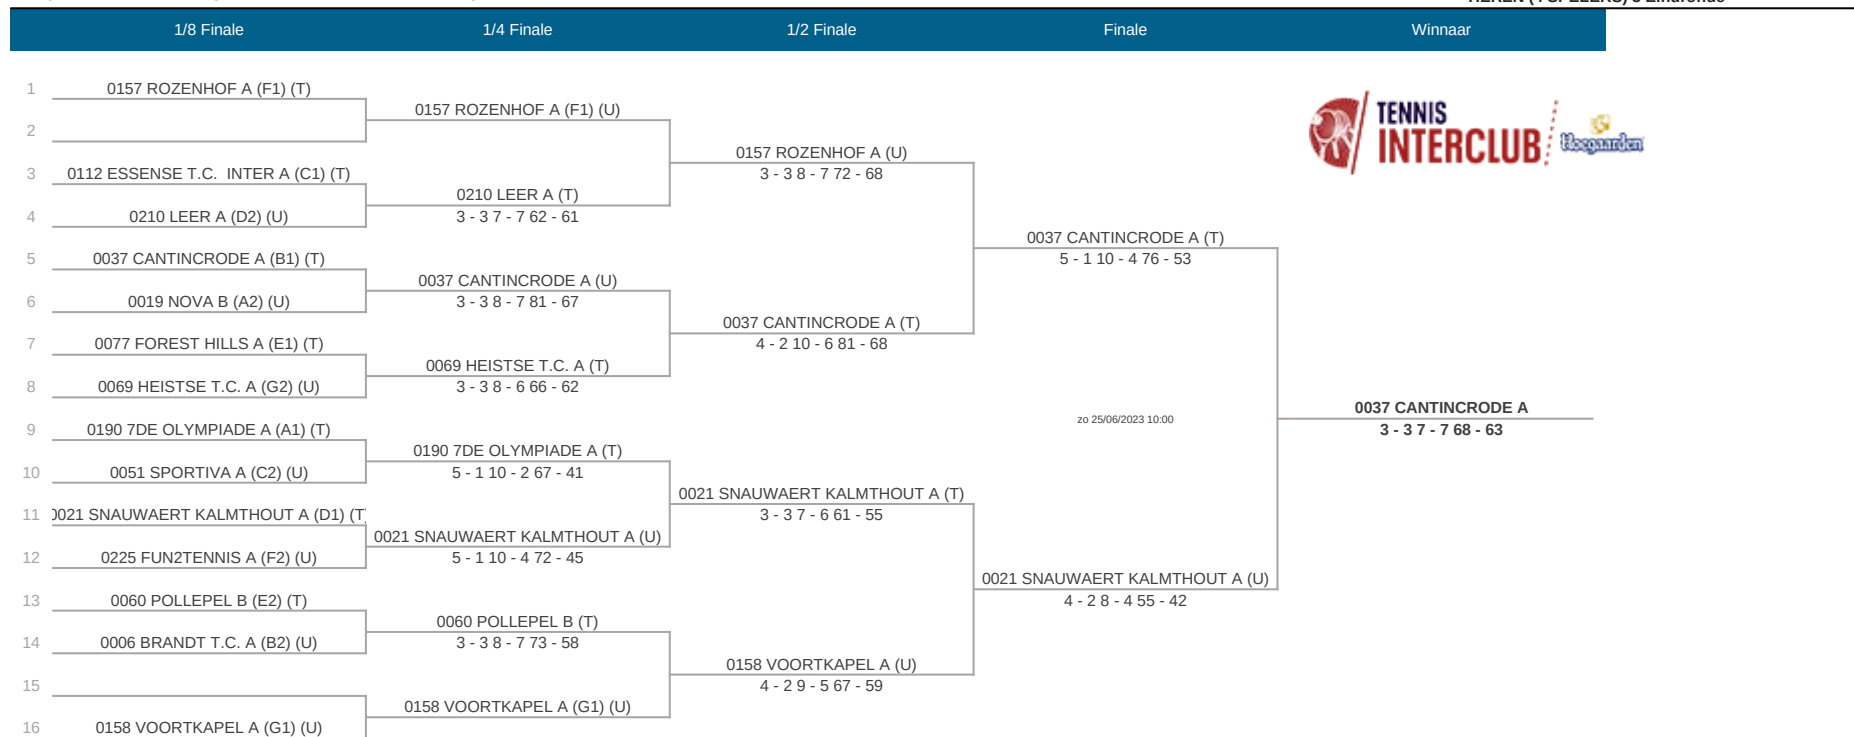 1/8 Finale 1/4 Finale 1/2 Finale Finale Winnaar
1 0157 ROZENHOF A (F1) (T)
0157 ROZENHOF A (F1) (U)
2
0157 ROZENHOF A (U)
3 - 3 8 - 7 72 - 68
3 0112 ESSENSE T.C. INTER A (C1) (T)
0210 LEER A (T)
3 - 3 7 - 7 62 - 61
4 0210 LEER A (D2) (U)
0037 CANTINCRODE A (T)
5 - 1 10 - 4 76 - 53
5 0037 CANTINCRODE A (B1) (T)
0037 CANTINCRODE A (U)
3 - 3 8 - 7 81 - 67
6 0019 NOVA B (A2) (U)
0037 CANTINCRODE A (T)
4 - 2 10 - 6 81 - 68
7 0077 FOREST HILLS A (E1) (T)
0069 HEISTSE T.C. A (T)
3 - 3 8 - 6 66 - 62
8 0069 HEISTSE T.C. A (G2) (U)
0037 CANTINCRODE A
3 - 3 7 - 7 68 - 63
zo 25/06/2023 10:00
9 0190 7DE OLYMPIADE A (A1) (T)
0190 7DE OLYMPIADE A (T)
5 - 1 10 - 2 67 - 41
10 0051 SPORTIVA A (C2) (U)
0021 SNAUWAERT KALMTHOUT A (T)
3 - 3 7 - 6 61 - 55
11 0021 SNAUWAERT KALMTHOUT A (D1) (T)
0021 SNAUWAERT KALMTHOUT A (U)
5 - 1 10 - 4 72 - 45
12 0225 FUN2TENNIS A (F2) (U)
0021 SNAUWAERT KALMTHOUT A (U)
4 - 2 8 - 4 55 - 42
13 0060 POLLEPEL B (E2) (T)
0060 POLLEPEL B (T)
3 - 3 8 - 7 73 - 58
14 0006 BRANDT T.C. A (B2) (U)
0158 VOORTKAPEL A (U)
4 - 2 9 - 5 67 - 59
15
0158 VOORTKAPEL A (G1) (U)
16 0158 VOORTKAPEL A (G1) (U)
TENNIS
INTERCLUB
Hoegaarden